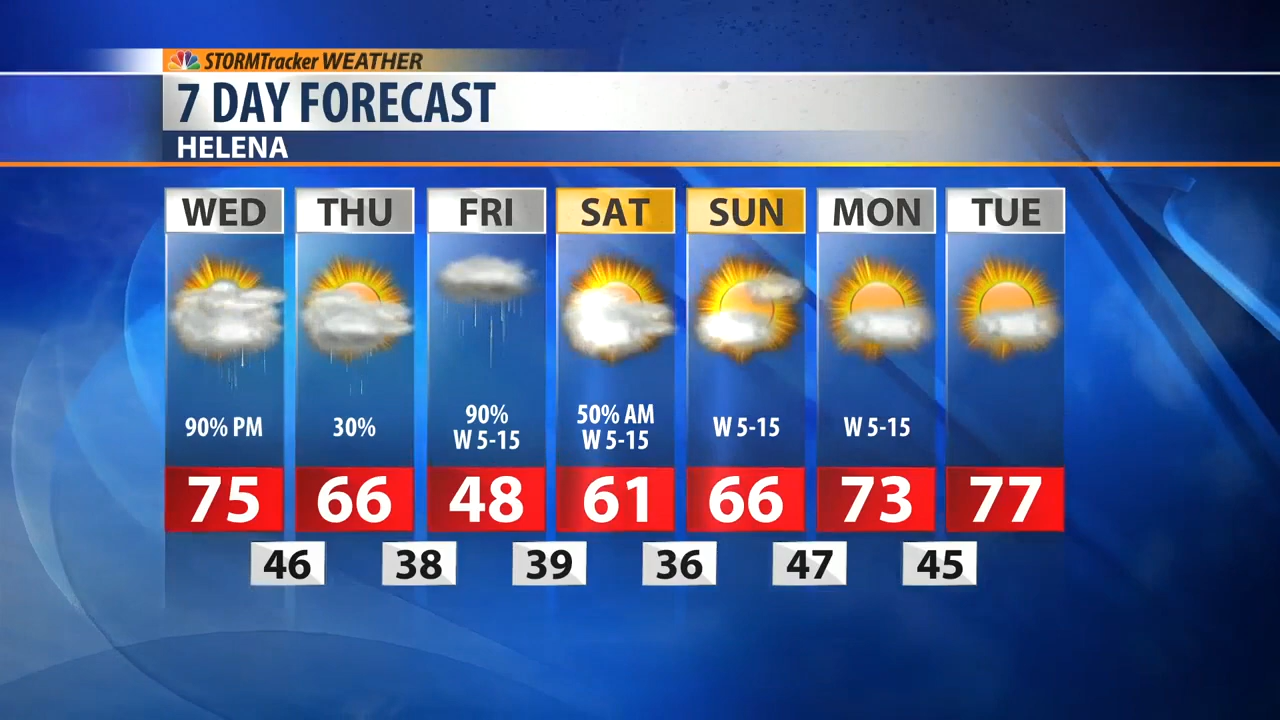 STORMTracker WEATHER
7 DAY FORECAST
HELENA
WED THU FRI SAT SUN MON TUE
90% PM
30%
90%
W 5-15
50% AM
W 5-15
W 5-15
W 5-15
75 66 48 61 66 73 77
46 38 39 36 47 45